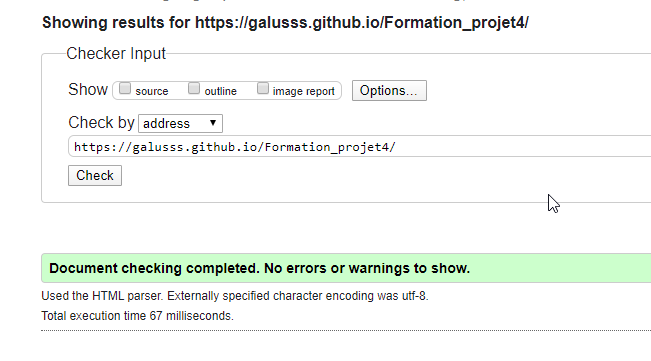 Showing results for https://galusss.github.io/Formation_projet4/
Checker Input
Show source outline image report Options...
Check by address
https://galusss.github.io/Formation_projet4/
Check
Document checking completed. No errors or warnings to show.
Used the HTML parser. Externally specified character encoding was utf-8.
Total execution time 67 milliseconds.